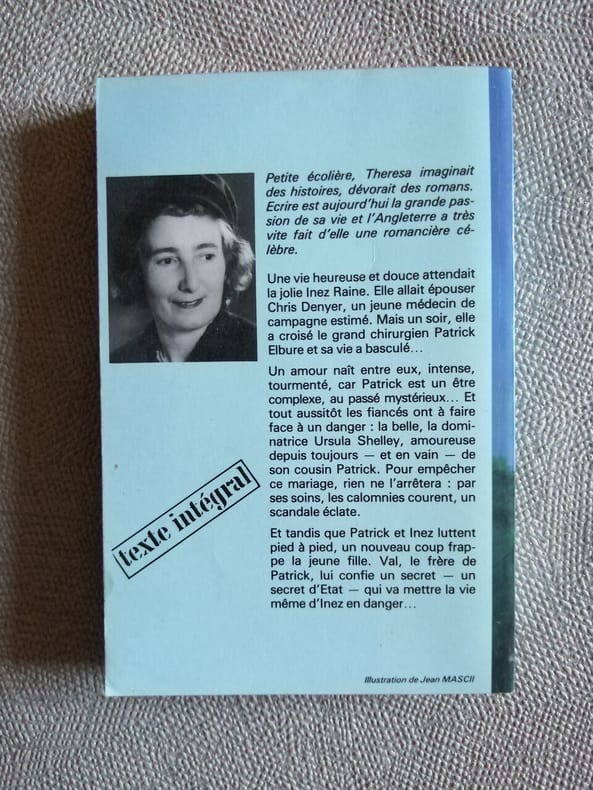 Petite écolière, Theresa imaginait
des histoires, dévorait des romans.
Ecrire est aujourd'hui la grande pas-
sion de sa vie et l'Angleterre a très
vite fait d'elle une romancière cé-
lèbre.
Une vie heureuse et douce attendait
la jolie Inez Raine. Elle allait épouser
Chris Denyer, un jeune médecin de
campagne estimé. Mais un soir, elle
a croisé le grand chirurgien Patrick
Elbure et sa vie a basculé...
Un amour naît entre eux, intense,
tourmenté, car Patrick est un être
complexe, au passé mystérieux... Et
tout aussitôt les fiancés ont à faire
face à un danger : la belle, la domi-
natrice Ursula Shelley, amoureuse
depuis toujours — et en vain — de
son cousin Patrick. Pour empêcher
ce mariage, rien ne l'arrêtera : par
ses soins, les calomnies courent, un
scandale éclate.
Et tandis que Patrick et Inez luttent
pied à pied, un nouveau coup frap-
pe la jeune fille. Val, le frère de
Patrick, lui confie un secret — un
secret d'Etat — qui va mettre la vie
même d'Inez en danger...
texte intégral
Illustration de Jean MASCII